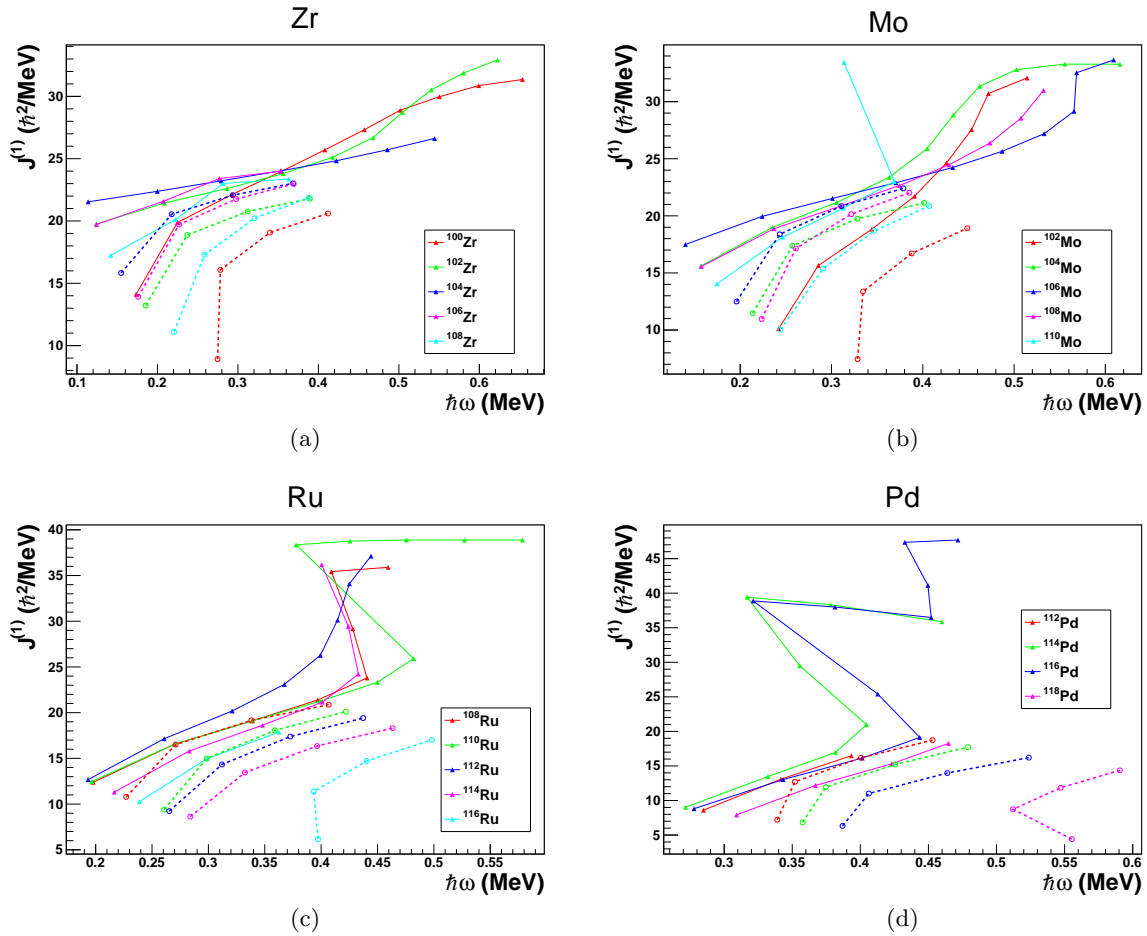 Zr
J(1) (ℏ²/MeV)
30
25
20
15
10
¹⁰⁰Zr
¹⁰²Zr
¹⁰⁴Zr
¹⁰⁶Zr
¹⁰⁸Zr
0.1 0.2 0.3 0.4 0.5 0.6
ℏω (MeV)
(a)
Mo
J(1) (ℏ²/MeV)
30
25
20
15
10
¹⁰²Mo
¹⁰⁴Mo
¹⁰⁶Mo
¹⁰⁸Mo
¹¹⁰Mo
0.2 0.3 0.4 0.5 0.6
ℏω (MeV)
(b)
Ru
J(1) (ℏ²/MeV)
40
35
30
25
20
15
10
5
¹⁰⁸Ru
¹¹⁰Ru
¹¹²Ru
¹¹⁴Ru
¹¹⁶Ru
0.2 0.25 0.3 0.35 0.4 0.45 0.5 0.55
ℏω (MeV)
(c)
Pd
J(1) (ℏ²/MeV)
45
40
35
30
25
20
15
10
5
¹¹²Pd
¹¹⁴Pd
¹¹⁶Pd
¹¹⁸Pd
0.3 0.35 0.4 0.45 0.5 0.55 0.6
ℏω (MeV)
(d)